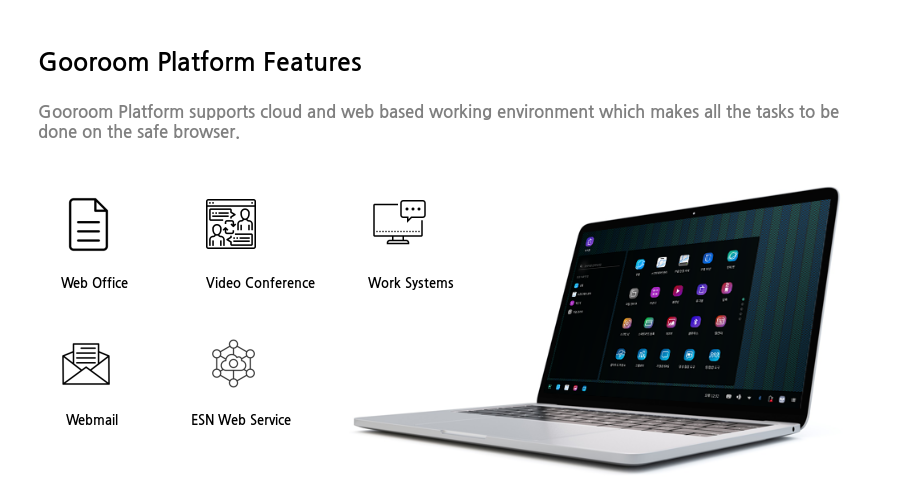 Gooroom Platform Features
Gooroom Platform supports cloud and web based working environment which makes all the tasks to be
done on the safe browser.
Web Office
Video Conference
Work Systems
Webmail
ESN Web Service